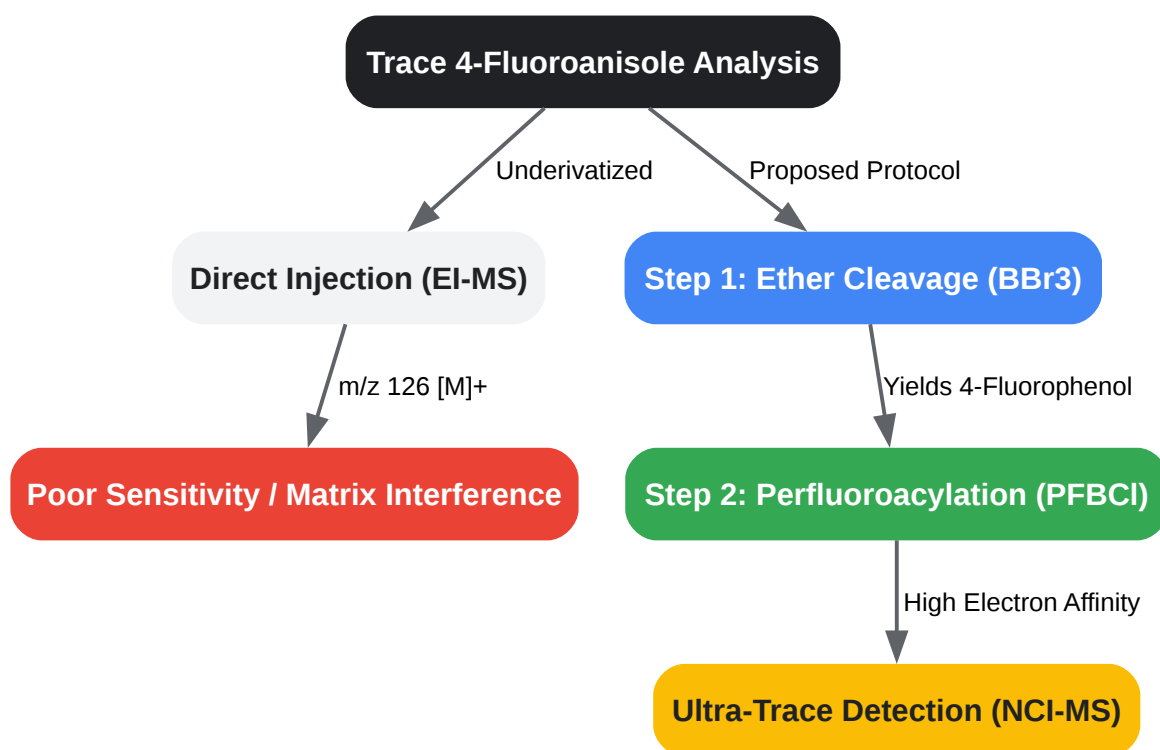 Trace 4-Fluoroanisole Analysis
Underivatized
Proposed Protocol
Direct Injection (EI-MS)
Step 1: Ether Cleavage (BBr3)
m/z 126 [M]+
Yields 4-Fluorophenol
Poor Sensitivity / Matrix Interference
Step 2: Perfluoroacylation (PFBCl)
High Electron Affinity
Ultra-Trace Detection (NCI-MS)